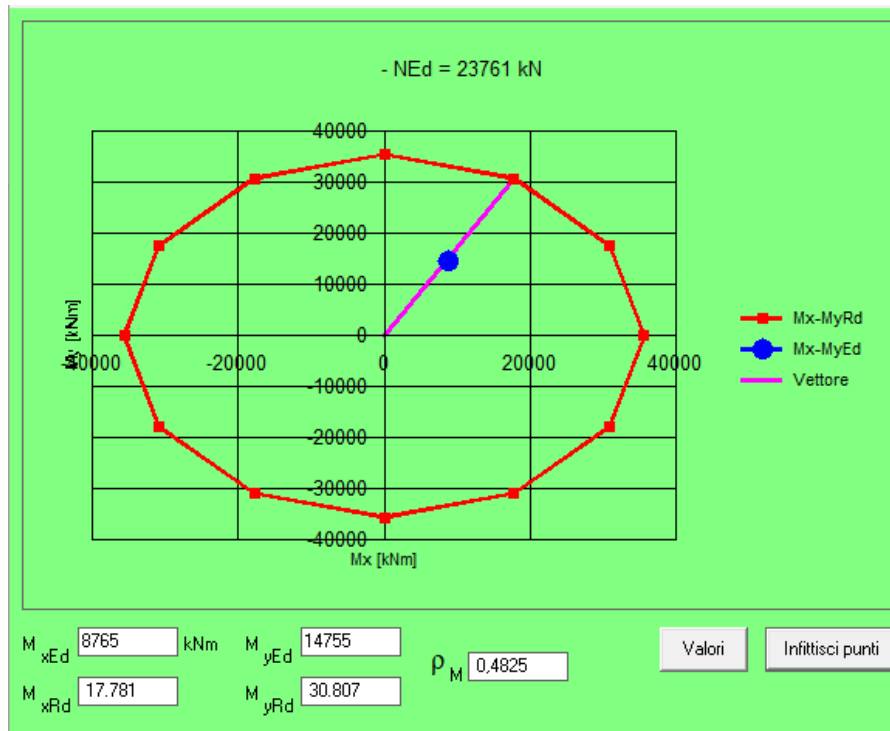 - NEd = 23761 kN
40000
30000
20000
10000
0
-10000
-20000
-30000
-40000
My [kNm]
-40000 -20000 0 20000 40000
Mx [kNm]
Mx-MyRd
Mx-MyEd
Vettore
M xEd 8765 kNm M yEd 14755
ρ M 0,4825
Valori Infittisci punti
M xRd 17.781 M yRd 30.807